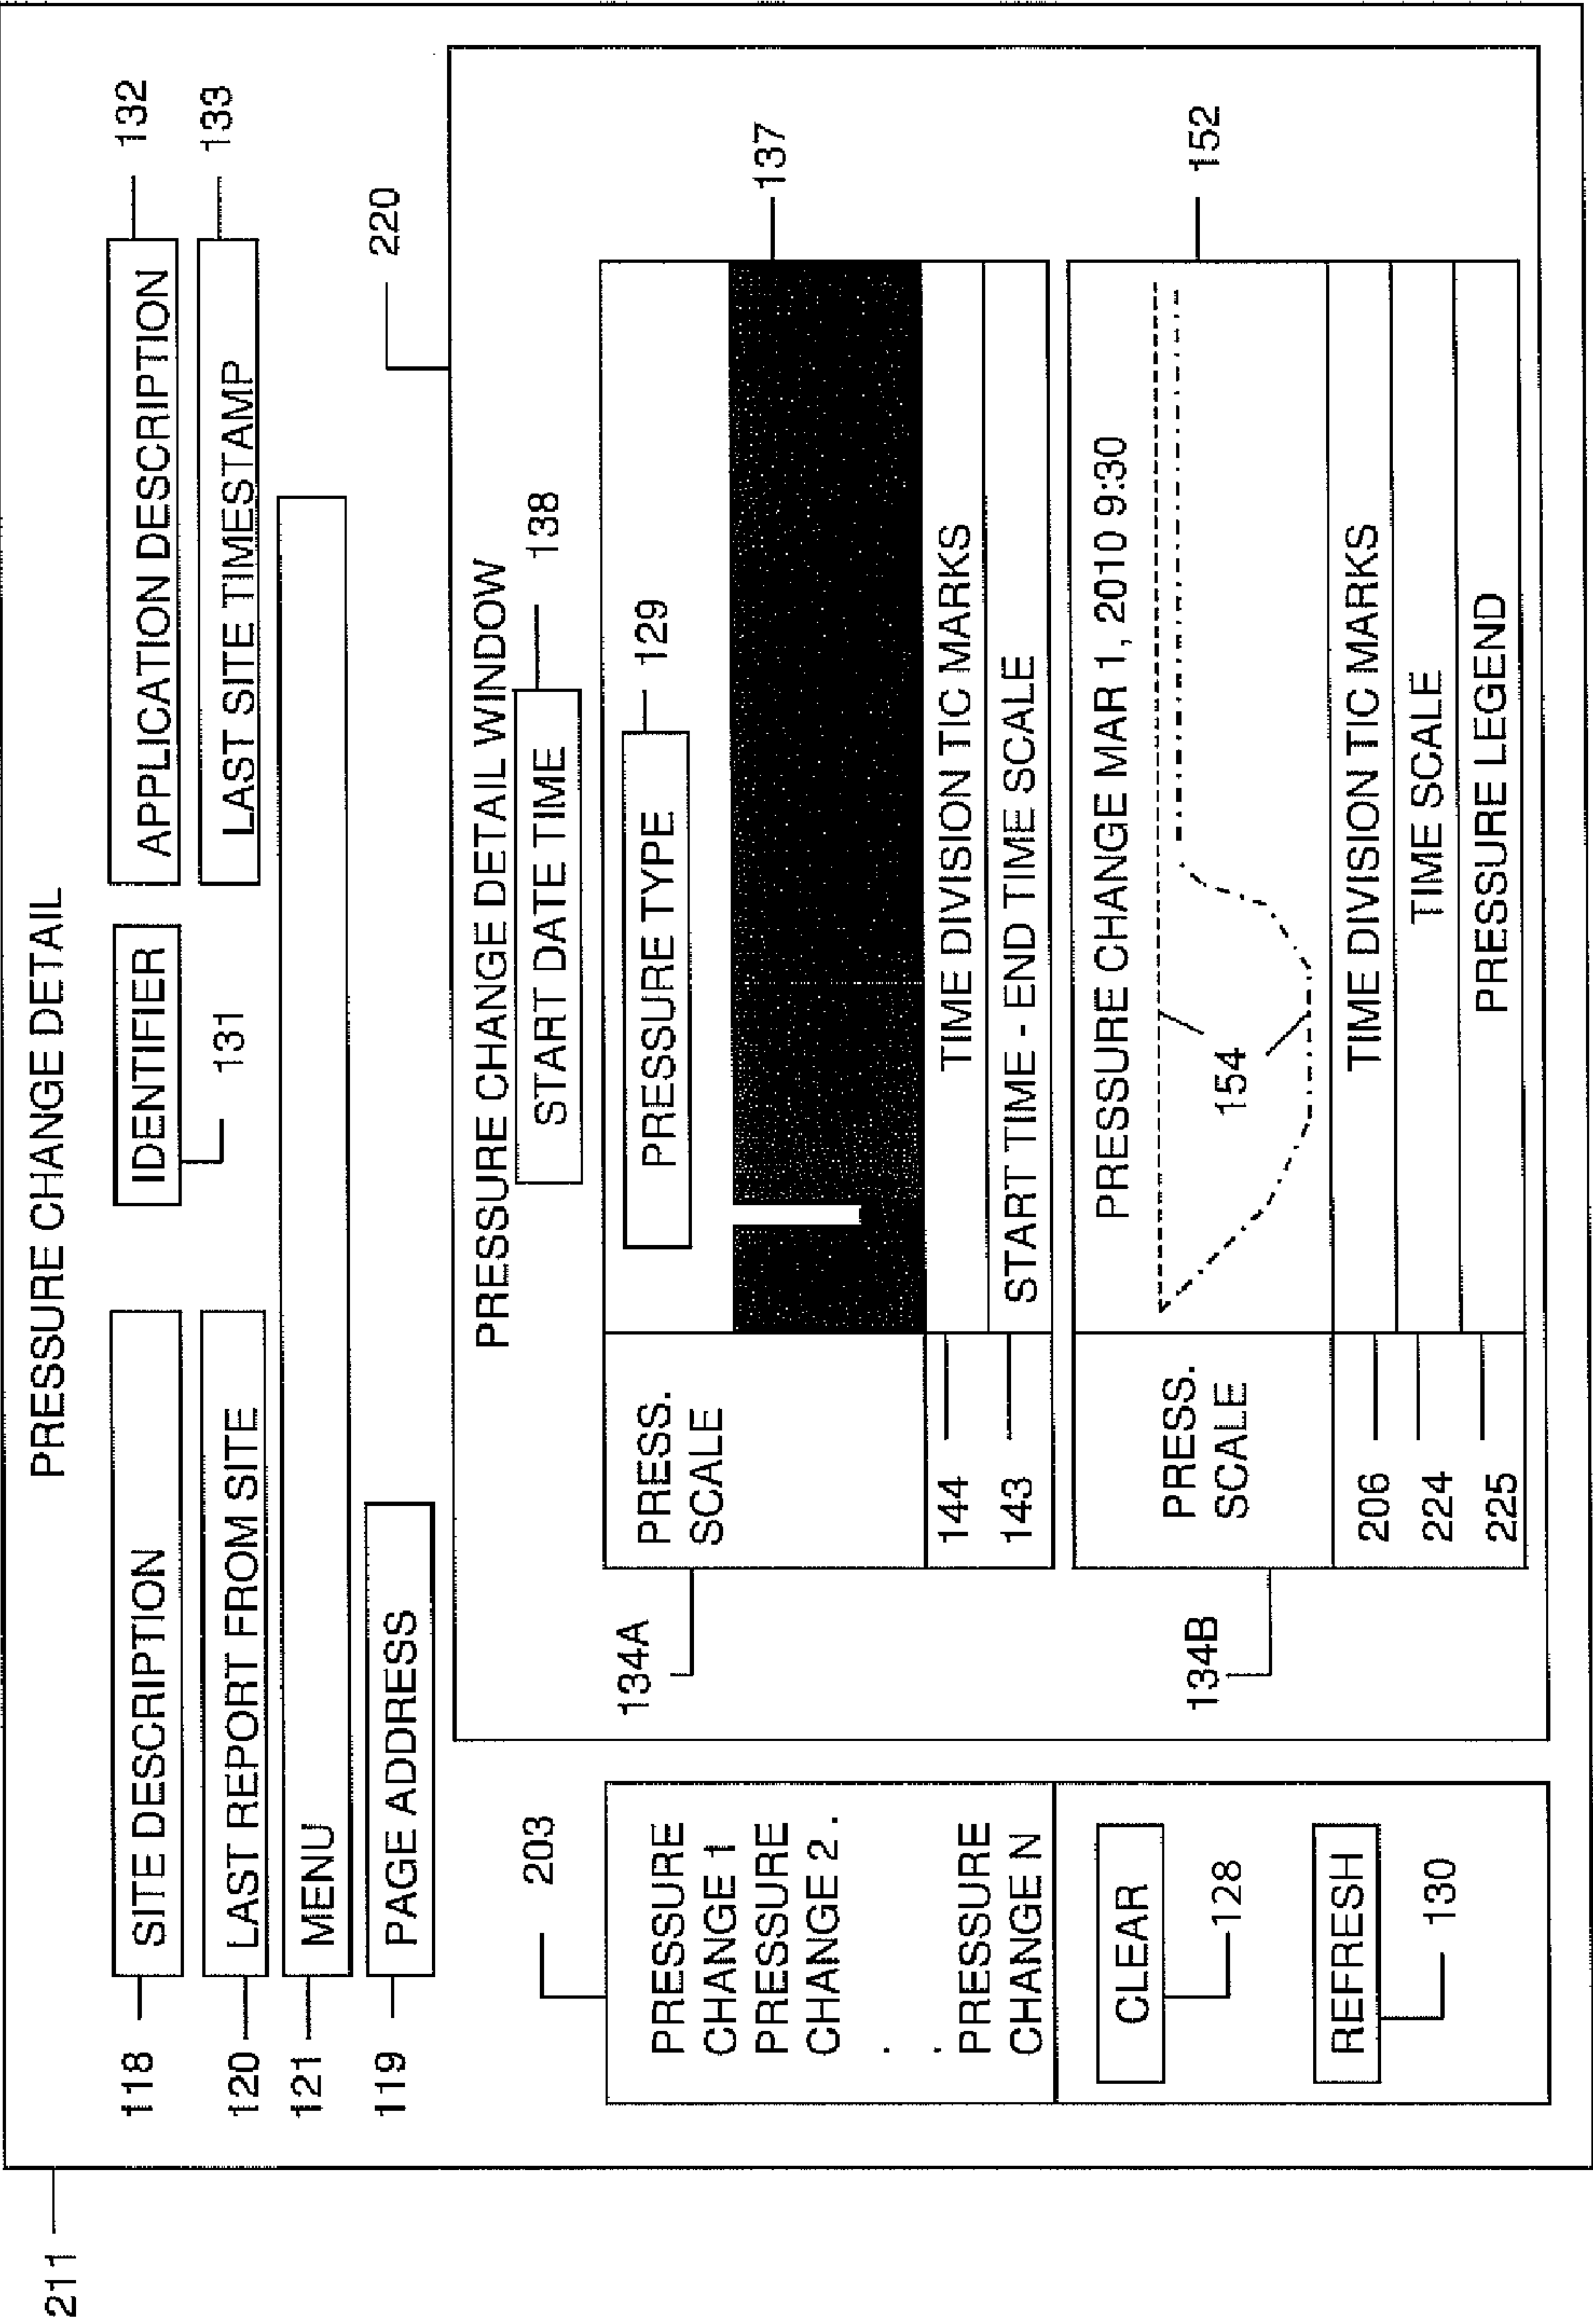 211
PRESSURE CHANGE DETAIL
118
SITE DESCRIPTION
IDENTIFIER
131
APPLICATION DESCRIPTION
132
120
LAST REPORT FROM SITE
LAST SITE TIMESTAMP
133
121
MENU
119
PAGE ADDRESS
220
203
PRESSURE
CHANGE 1
PRESSURE
CHANGE 2 .
.
.
PRESSURE
CHANGE N
CLEAR
128
REFRESH
130
PRESSURE CHANGE DETAIL WINDOW
START DATE TIME
138
134A
PRESS.
SCALE
PRESSURE TYPE
129
137
144
TIME DIVISION TIC MARKS
143
START TIME - END TIME SCALE
134B
PRESS.
SCALE
PRESSURE CHANGE MAR 1, 2010 9:30
154
152
206
TIME DIVISION TIC MARKS
224
TIME SCALE
225
PRESSURE LEGEND